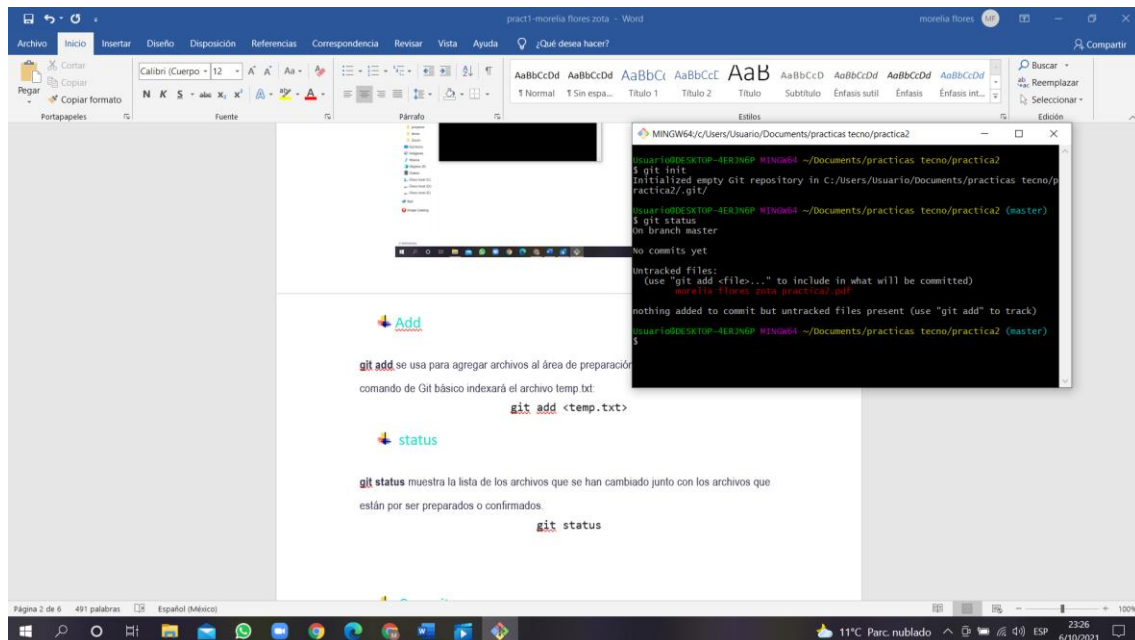 pract1-morelia flores zota - Word
morelia flores
MF
Archivo Inicio Insertar Diseño Disposición Referencias Correspondencia Revisar Vista Ayuda ¿Qué desea hacer?
Compartir
Pegar
Cortar
Copiar
Copiar formato
Portapapeles
Calibri (Cuerpo 12
N K S abc x₂ x²
Fuente
Párrafo
AaBbCcDd AaBbCcDd AaBbCc AaBbCcE AaB AaBbCcD AaBbCcDd AaBbCcDd AaBbCcDd
¶ Normal ¶ Sin espa... Título 1 Título 2 Título Subtítulo Énfasis sutil Énfasis Énfasis int...
Estilos
Buscar
Reemplazar
Seleccionar
Edición
MINGW64:/c/Users/Usuario/Documents/practicas tecno/practica2
Usuario@DESKTOP-4ERJN6P MINGW64 ~/Documents/practicas tecno/practica2
$ git init
Initialized empty Git repository in C:/Users/Usuario/Documents/practicas tecno/p
ractica2/.git/
Usuario@DESKTOP-4ERJN6P MINGW64 ~/Documents/practicas tecno/practica2 (master)
$ git status
On branch master
No commits yet
Untracked files:
(use "git add <file>..." to include in what will be committed)
morelia flores zota practica2.pdf
nothing added to commit but untracked files present (use "git add" to track)
Usuario@DESKTOP-4ERJN6P MINGW64 ~/Documents/practicas tecno/practica2 (master)
$
Add
git add se usa para agregar archivos al área de preparación
comando de Git básico indexará el archivo temp.txt:
git add <temp.txt>
status
git status muestra la lista de los archivos que se han cambiado junto con los archivos que
están por ser preparados o confirmados.
git status
Página 2 de 6 491 palabras Español (México)
100%
11°C Parc. nublado ESP 23:26
6/10/2021